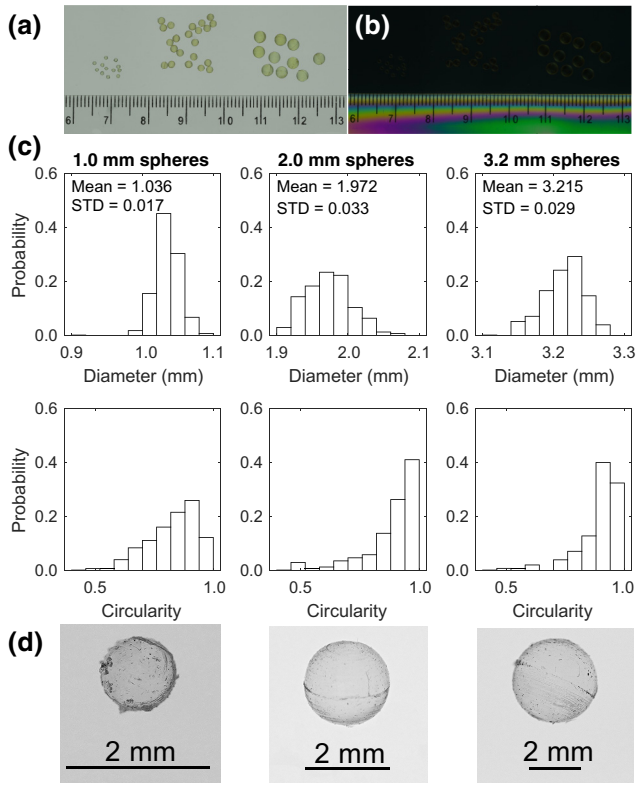 (a)
(b)
6 7 8 9 10 11 12 13
6 7 8 9 10 11 12 13
(c)
1.0 mm spheres
2.0 mm spheres
3.2 mm spheres
Mean = 1.036
STD = 0.017
Mean = 1.972
STD = 0.033
Mean = 3.215
STD = 0.029
Probability
0.6
0.4
0.2
0.0
0.9 1.0 1.1
Diameter (mm)
0.6
0.4
0.2
0.0
1.9 2.0 2.1
Diameter (mm)
0.6
0.4
0.2
0.0
3.1 3.2 3.3
Diameter (mm)
Probability
0.6
0.4
0.2
0.0
0.5 1.0
Circularity
0.6
0.4
0.2
0.0
0.5 1.0
Circularity
0.6
0.4
0.2
0.0
0.5 1.0
Circularity
(d)
2 mm
2 mm
2 mm